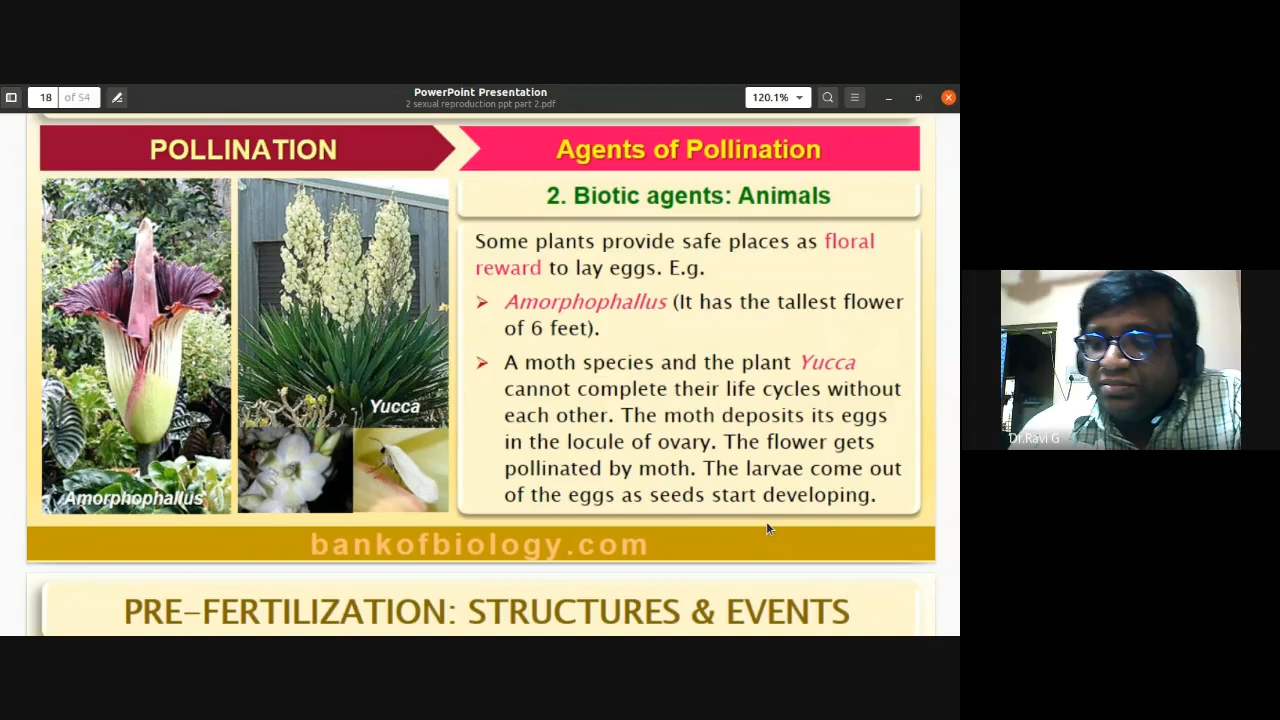 18 of 54
PowerPoint Presentation
2 sexual reproduction ppt part 2.pdf
120.1%
POLLINATION
Agents of Pollination
2. Biotic agents: Animals
Some plants provide safe places as floral
reward to lay eggs. E.g.
Amorphophallus (It has the tallest flower
of 6 feet).
A moth species and the plant Yucca
cannot complete their life cycles without
each other. The moth deposits its eggs
in the locule of ovary. The flower gets
pollinated by moth. The larvae come out
of the eggs as seeds start developing.
Yucca
Amorphophallus
bankofbiology.com
PRE-FERTILIZATION: STRUCTURES & EVENTS
Dr.Ravi G